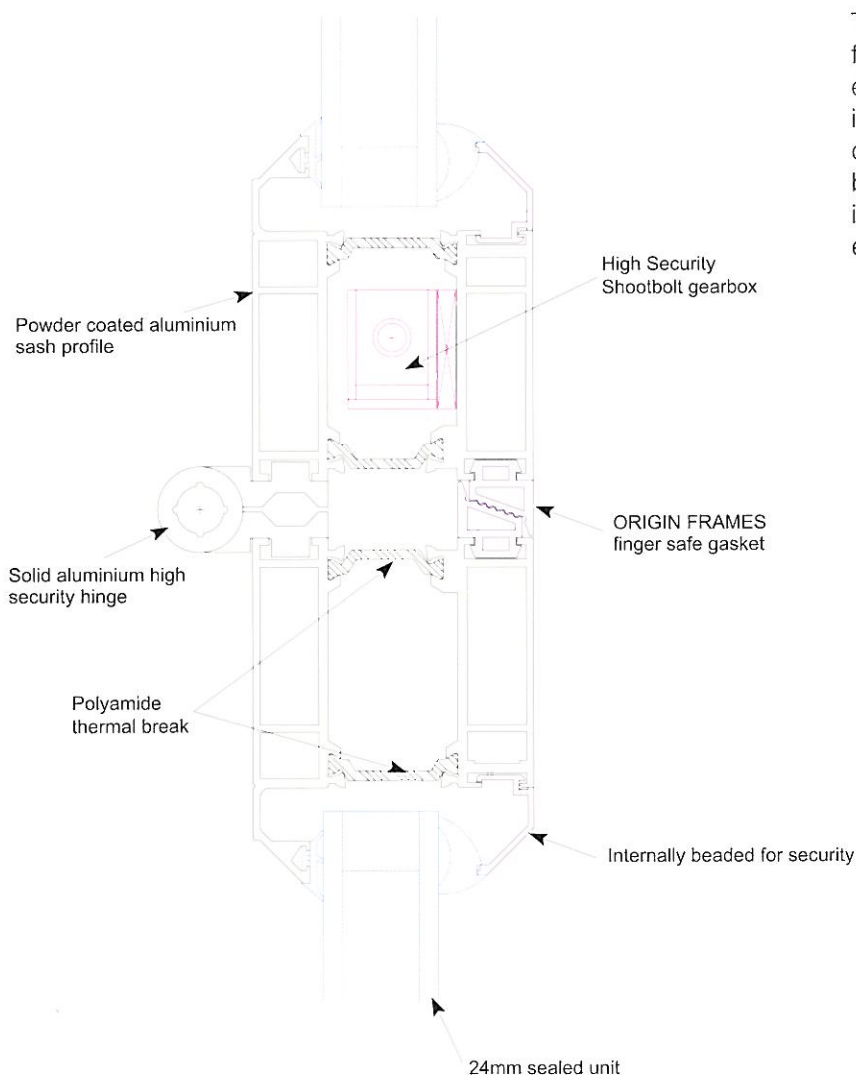 High Security
Shootbolt gearbox
Powder coated aluminium
sash profile
ORIGIN FRAMES
finger safe gasket
Solid aluminium high
security hinge
Polyamide
thermal break
Internally beaded for security
24mm sealed unit